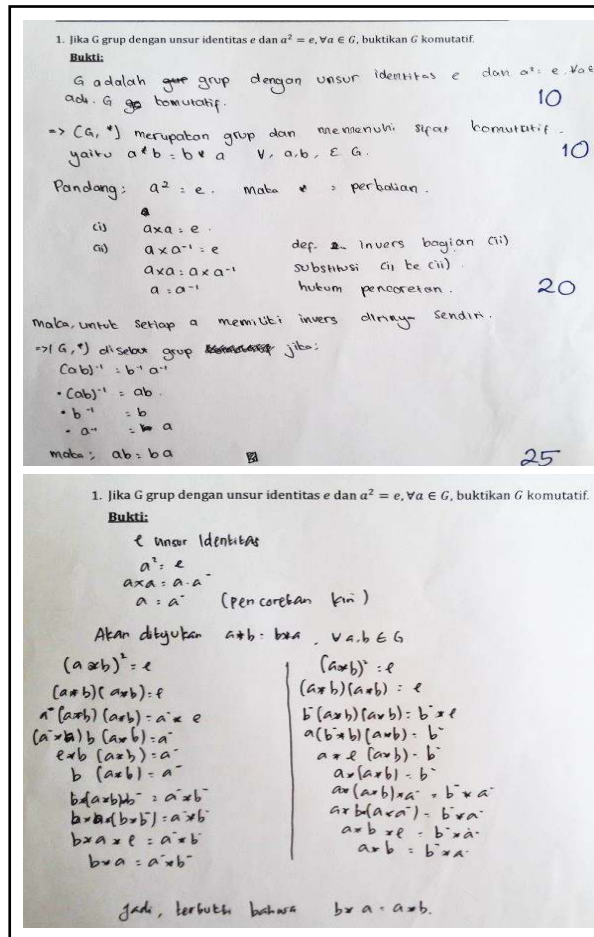 1. Jika G grup dengan unsur identitas e dan a² = e, ∀a ∈ G, buktikan G komutatif.
Bukti:
G adalah grup dengan unsur identitas e dan a² = e. ∀a ∈
adt. G komutatif.
10
=> (G, *) merupakan grup dan memenuhi sifat komutatif.
yaitu a * b = b * a ∀, a,b, ∈ G.
10
Pandang: a² = e. maka * = perkalian.
(i) a x a = e.
(ii) a x a⁻¹ = e def. invers bagian (ii)
a x a = a x a⁻¹ substitusi (i) ke (ii)
a = a⁻¹ hukum pencoretan.
20
maka, untuk setiap a memiliki invers dirinya sendiri.
=> (G, *) disebut grup jika:
(ab)⁻¹ = b⁻¹ a⁻¹
• (ab)⁻¹ = ab.
• b⁻¹ = b
- a⁻¹ = a
maka: ab = ba
25
1. Jika G grup dengan unsur identitas e dan a² = e, ∀a ∈ G, buktikan G komutatif.
Bukti:
e unsur Identitas
a² = e
a*a = a.a⁻
a = a⁻ (pencoretan kiri)
Akan ditunjukan a*b = b*a, ∀a,b ∈ G
(a*b)² = e
(a*b)(a*b) = e
a⁻(a*b)(a*b) = a⁻* e
(a⁻*a) b (a*b) = a⁻
e*b (a*b) = a⁻
b (a*b) = a⁻
b*(a*b)b⁻ = a⁻*b⁻
b*a*(b*b⁻) = a⁻*b⁻
b*a*e = a⁻*b⁻
b*a = a⁻*b⁻
(a*b)² = e
(a*b)(a*b) = e
b⁻(a*b)(a*b) = b⁻*e
a(b⁻*b)(a*b) = b⁻
a*e (a*b) = b⁻
a*(a*b) = b⁻
a*(a*b)*a⁻ = b⁻*a⁻
a*b(a*a⁻) = b⁻*a⁻
a*b*e = b⁻*a⁻
a*b = b⁻*a⁻
Jadi, terbukti bahwa b*a = a*b.